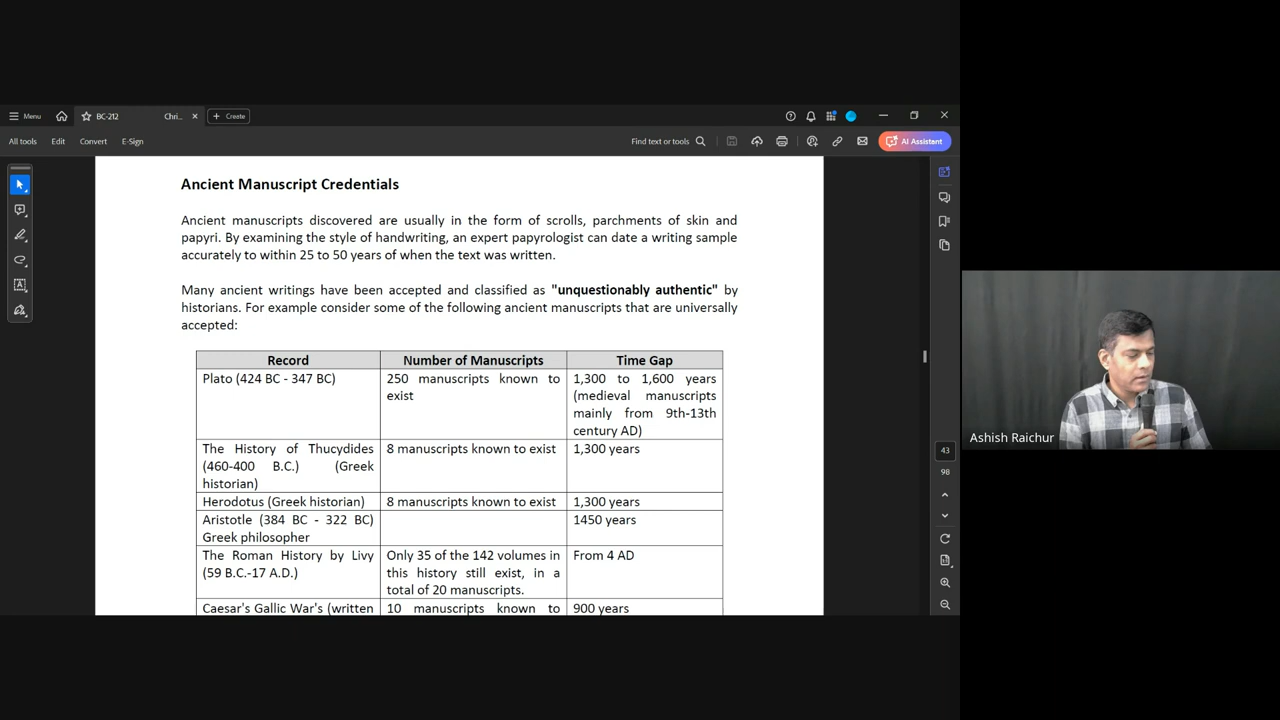 Menu
BC-212
Chri...
Create
All tools
Edit
Convert
E-Sign
Find text or tools
AI Assistant
Ancient Manuscript Credentials
Ancient manuscripts discovered are usually in the form of scrolls, parchments of skin and
papyri. By examining the style of handwriting, an expert papyrologist can date a writing sample
accurately to within 25 to 50 years of when the text was written.
Many ancient writings have been accepted and classified as "unquestionably authentic" by
historians. For example consider some of the following ancient manuscripts that are universally
accepted:
Record
Number of Manuscripts
Time Gap
Plato (424 BC - 347 BC)
250 manuscripts known to
exist
1,300 to 1,600 years
(medieval manuscripts
mainly from 9th-13th
century AD)
The History of Thucydides
(460-400 B.C.) (Greek
historian)
8 manuscripts known to exist
1,300 years
Herodotus (Greek historian)
8 manuscripts known to exist
1,300 years
Aristotle (384 BC - 322 BC)
Greek philosopher
1450 years
The Roman History by Livy
(59 B.C.-17 A.D.)
Only 35 of the 142 volumes in
this history still exist, in a
total of 20 manuscripts.
From 4 AD
Caesar's Gallic War's (written
10 manuscripts known to
900 years
43
98
Ashish Raichur